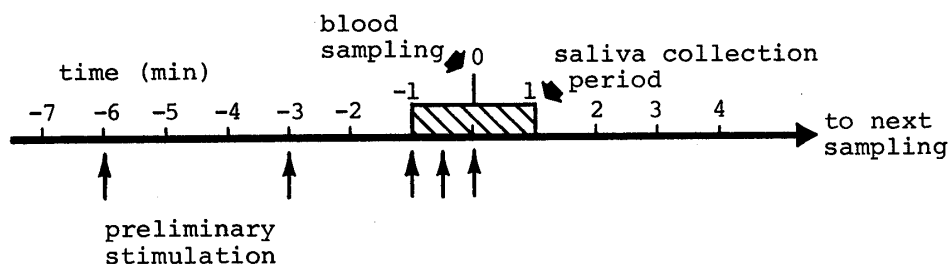 blood
sampling
0
saliva collection
period
time (min)
-7 -6 -5 -4 -3 -2 -1 1 2 3 4
to next
sampling
preliminary
stimulation